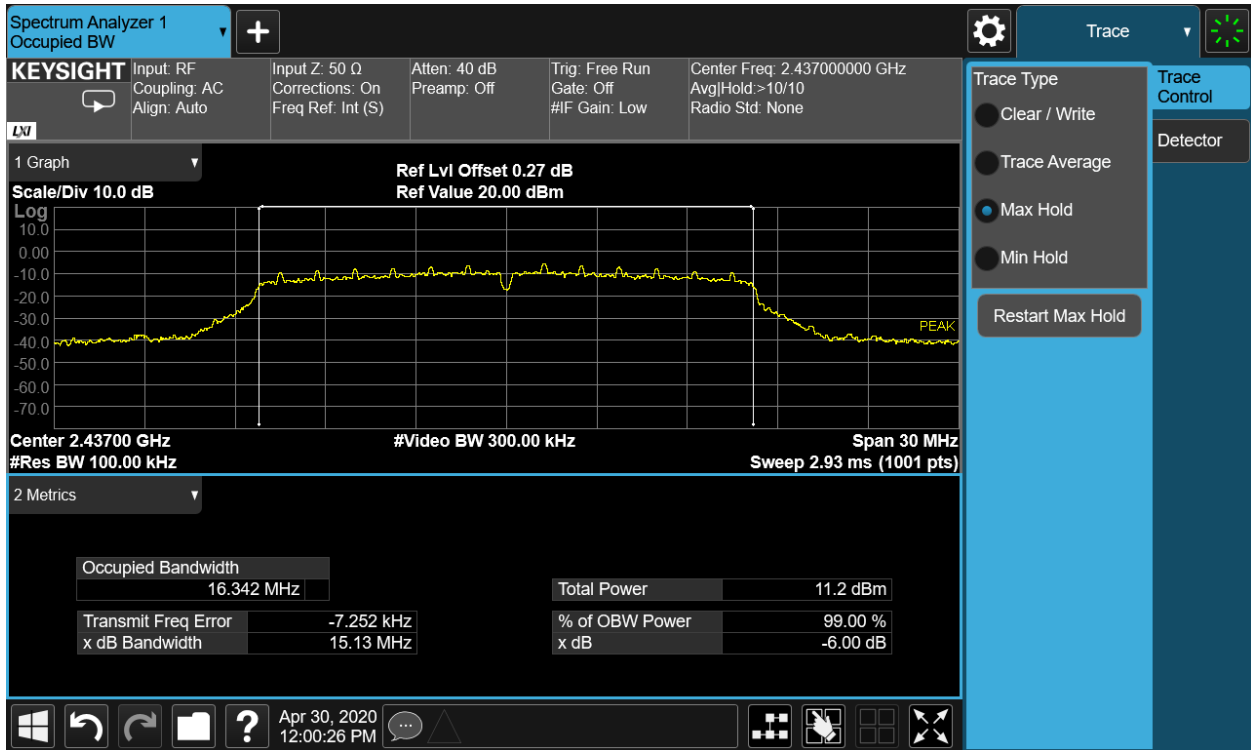 Spectrum Analyzer 1
Occupied BW
+
Trace
KEYSIGHT
LXI
Input: RF
Coupling: AC
Align: Auto
Input Z: 50 Ω
Corrections: On
Freq Ref: Int (S)
Atten: 40 dB
Preamp: Off
Trig: Free Run
Gate: Off
#IF Gain: Low
Center Freq: 2.437000000 GHz
Avg|Hold:>10/10
Radio Std: None
Trace Type
Clear / Write
Trace Average
Max Hold
Min Hold
Restart Max Hold
Trace
Control
Detector
1 Graph
Scale/Div 10.0 dB
Ref Lvl Offset 0.27 dB
Ref Value 20.00 dBm
Log
10.0
0.00
-10.0
-20.0
-30.0
-40.0
-50.0
-60.0
-70.0
PEAK
Center 2.43700 GHz
#Video BW 300.00 kHz
Span 30 MHz
#Res BW 100.00 kHz
Sweep 2.93 ms (1001 pts)
2 Metrics
Occupied Bandwidth
16.342 MHz
Total Power 11.2 dBm
Transmit Freq Error -7.252 kHz
% of OBW Power 99.00 %
x dB Bandwidth 15.13 MHz
x dB -6.00 dB
?
Apr 30, 2020
12:00:26 PM